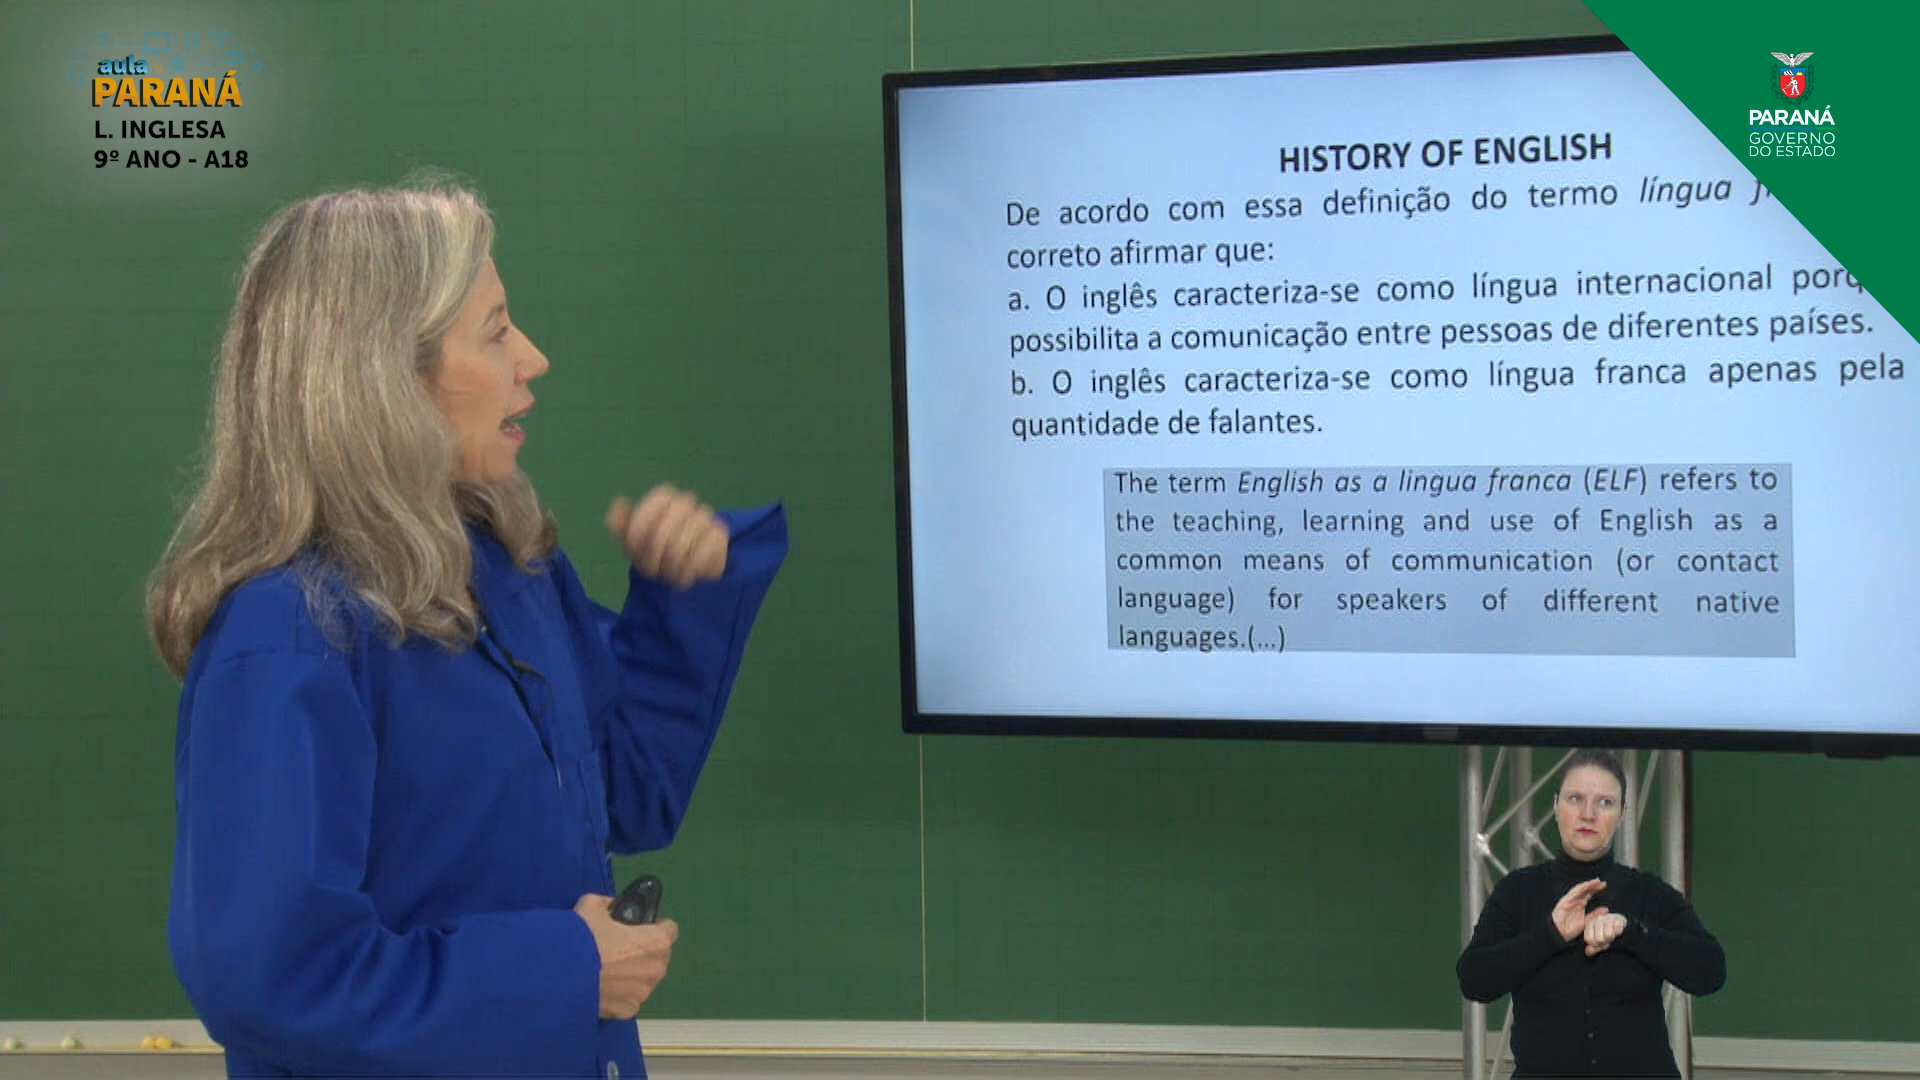 aula
PARANÁ
L. INGLESA
9º ANO - A18
PARANÁ
GOVERNO
DO ESTADO
HISTORY OF ENGLISH
De acordo com essa definição do termo língua
correto afirmar que:
a. O inglês caracteriza-se como língua internacional
possibilita a comunicação entre pessoas de diferentes países.
b. O inglês caracteriza-se como língua franca apenas pela
quantidade de falantes.
The term English as a lingua franca (ELF) refers to
the teaching, learning and use of English as a
common means of communication (or contact
language) for speakers of different native
languages.(...)